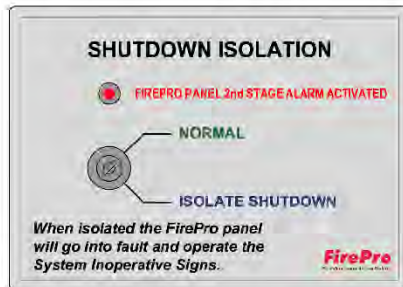 SHUTDOWN ISOLATION
FIREPRO PANEL 2nd STAGE ALARM ACTIVATED
NORMAL
ISOLATE SHUTDOWN
When isolated the FirePro panel
will go into fault and operate the
System Inoperative Signs.
FirePro